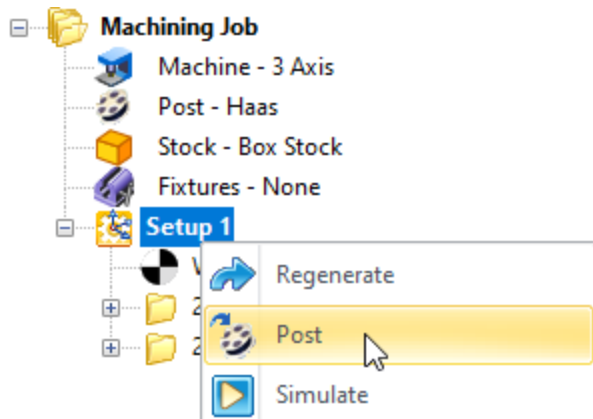 Machining Job
Machine - 3 Axis
Post - Haas
Stock - Box Stock
Fixtures - None
Setup 1
Regenerate
Post
Simulate